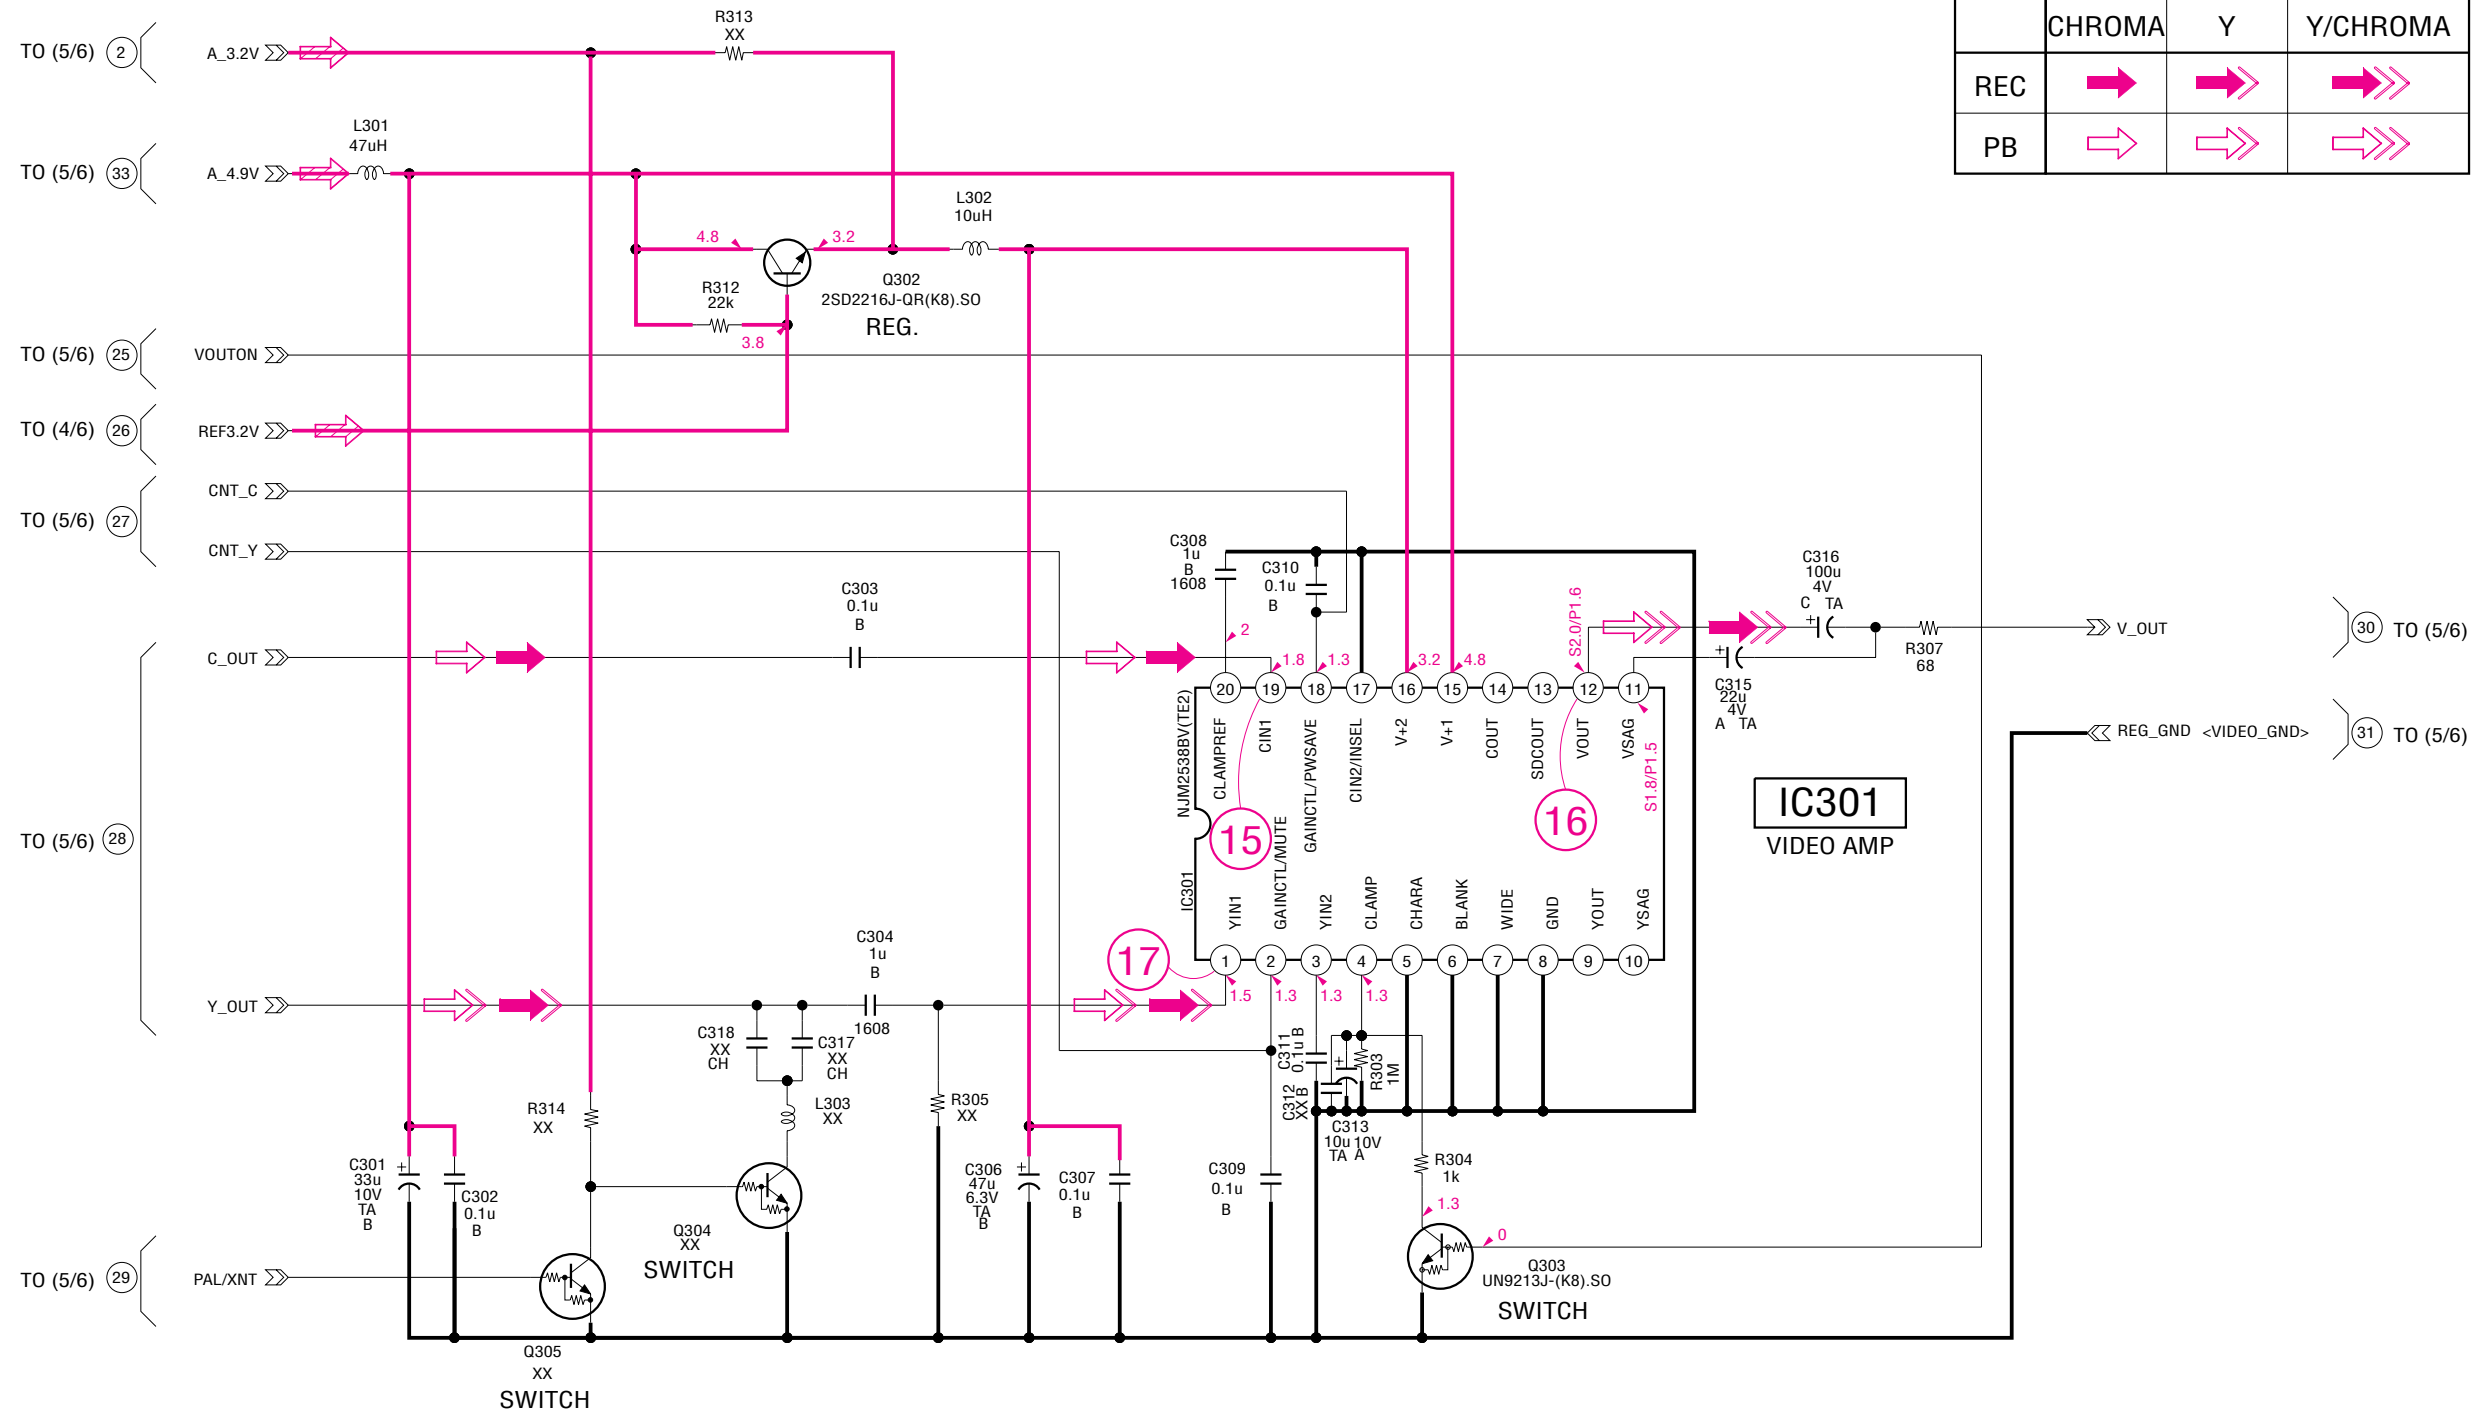 TO (5/6) 2 A_3.2V
R313
XX
CHROMA Y Y/CHROMA
REC
PB
TO (5/6) 33 A_4.9V
L301
47uH
L302
10uH
4.8
3.2
Q302
2SD2216J-QR(K8).SO
REG.
R312
22k
3.8
TO (5/6) 25 VOUTON
TO (4/6) 26 REF3.2V
CNT_C
TO (5/6) 27
CNT_Y
C303
0.1u
B
C308
1u
B
1608
C310
0.1u
B
C316
100u
4V
C TA
S2.0/P1.6
2
1.8
1.3
3.2
4.8
C_OUT
V_OUT
30 TO (5/6)
R307
68
C315
22u
4V
A TA
20 19 18 17 16 15 14 13 12 11
NJM2538BV(TE2)
CLAMPREF
CIN1
GAINCTL/PWSAVE
CIN2/INSEL
V+2
V+1
COUT
SDCOUT
VOUT
VSAG
S1.8/P1.5
REG_GND <VIDEO_GND>
31 TO (5/6)
15
16
IC301
VIDEO AMP
TO (5/6) 28
IC301
YIN1
GAINCTL/MUTE
YIN2
CLAMP
CHARA
BLANK
WIDE
GND
YOUT
YSAG
17
1 2 3 4 5 6 7 8 9 10
1.5
1.3
1.3
1.3
C304
1u
B
1608
Y_OUT
C318
XX
CH
C317
XX
CH
L303
XX
R305
XX
R314
XX
C311
0.1u B
C312
XX B
R303
1M
C313
10u 10V
TA A
C301
33u
10V
TA
B
C302
0.1u
B
C306
47u
6.3V
TA
B
C307
0.1u
B
C309
0.1u
B
R304
1k
1.3
0
Q304
XX
SWITCH
Q303
UN9213J-(K8).SO
SWITCH
TO (5/6) 29 PAL/XNT
Q305
XX
SWITCH